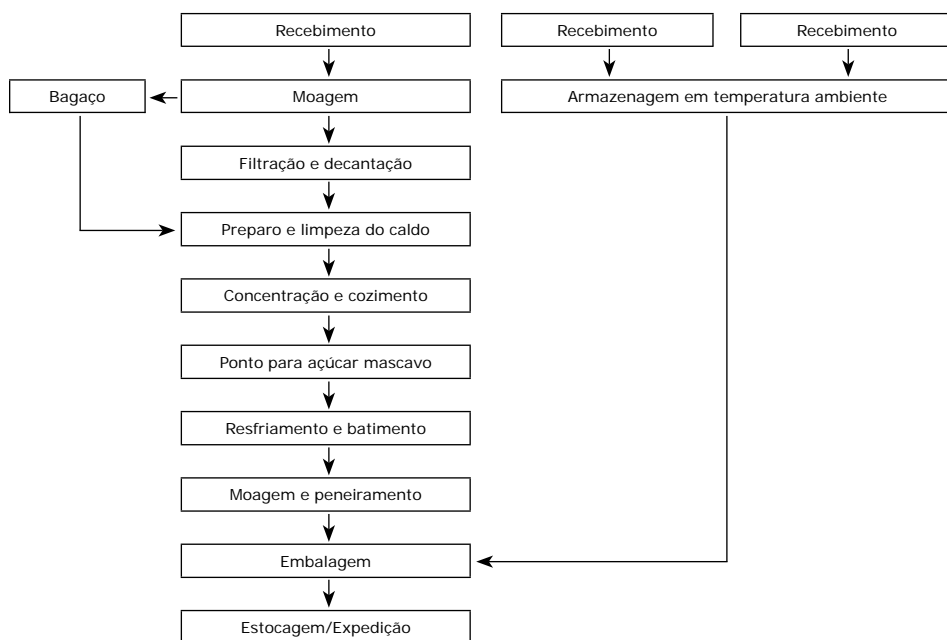 Recebimento
Recebimento
Recebimento
Bagaço
Moagem
Armazenagem em temperatura ambiente
Filtração e decantação
Preparo e limpeza do caldo
Concentração e cozimento
Ponto para açúcar mascavo
Resfriamento e batimento
Moagem e peneiramento
Embalagem
Estocagem/Expedição